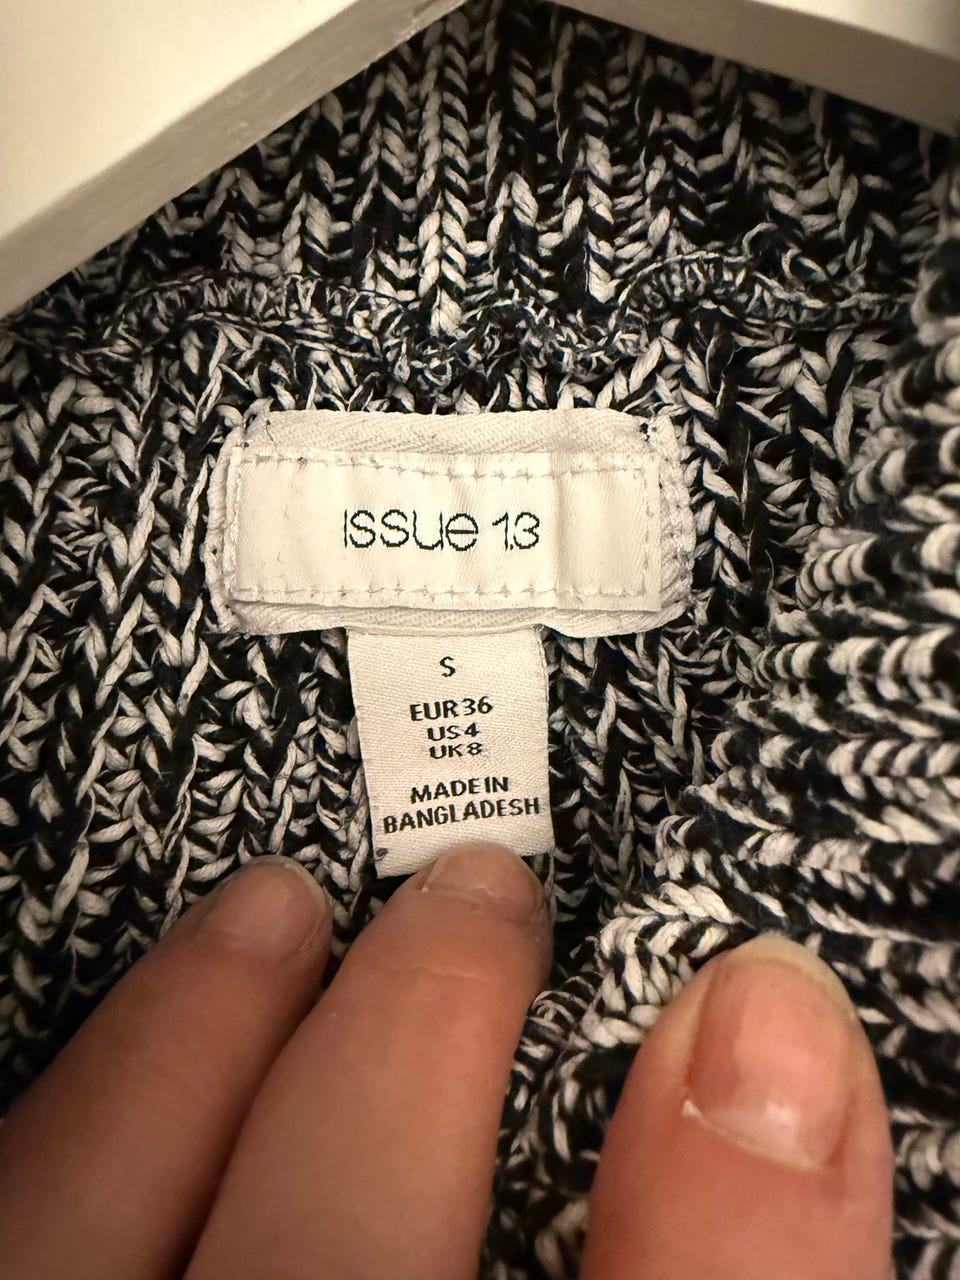 issue 1.3
S
EUR 36
US 4
UK 8
MADE IN
BANGLADESH